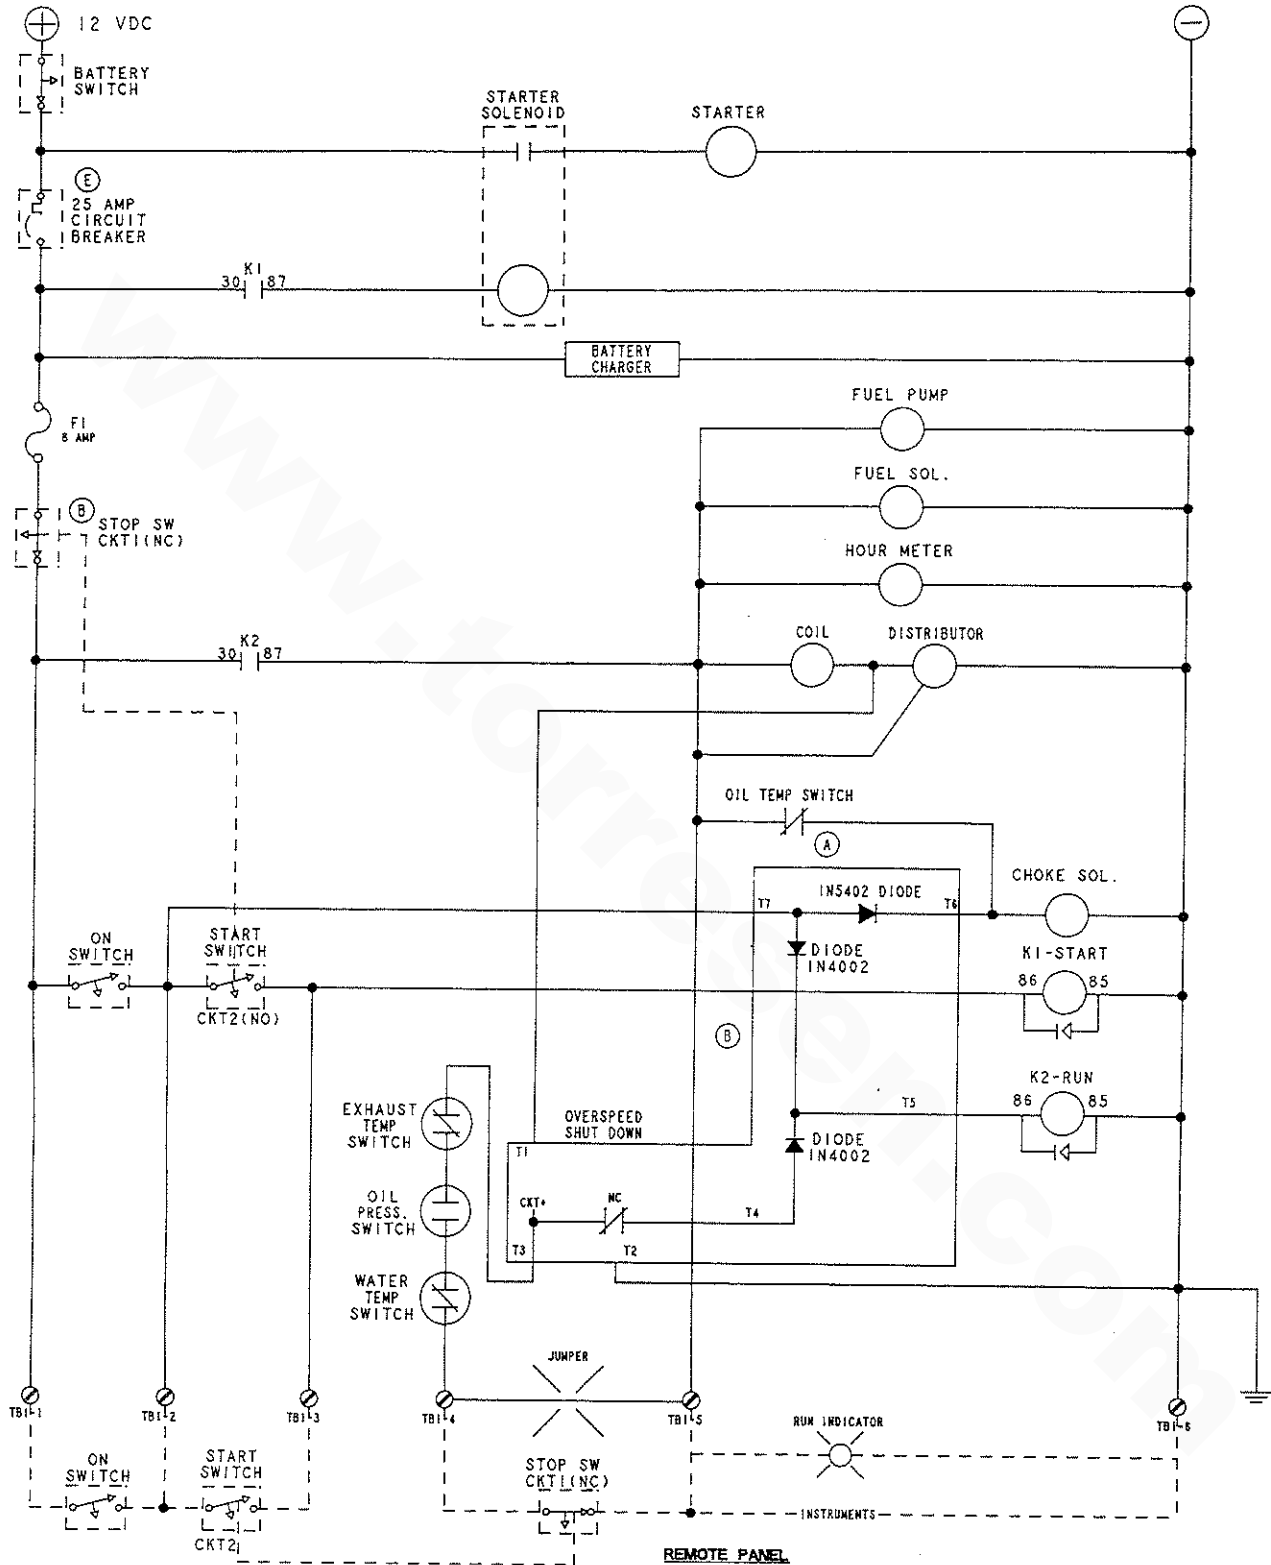 12 VDC
BATTERY
SWITCH
STARTER
SOLENOID
STARTER
E
25 AMP
CIRCUIT
BREAKER
K1
30 87
BATTERY
CHARGER
FUEL PUMP
F1
8 AMP
FUEL SOL.
B
STOP SW
CKT1(NC)
HOUR METER
COIL
DISTRIBUTOR
K2
30 87
OIL TEMP SWITCH
A
CHOKE SOL.
IN5402 DIODE
T7
T6
ON
SWITCH
START
SWITCH
DIODE
IN4002
K1-START
86 85
CKT2(NO)
B
K2-RUN
86 85
T5
EXHAUST
TEMP
SWITCH
OVERSPEED
SHUT DOWN
T1
DIODE
IN4002
OIL
PRESS.
SWITCH
CKT+
NC
T4
T3
T2
WATER
TEMP
SWITCH
JUMPER
TB1-1
TB1-2
TB1-3
TB1-4
TB1-5
TB1-6
RUN INDICATOR
ON
SWITCH
START
SWITCH
STOP SW
CKT1(NC)
INSTRUMENTS
CKT2
REMOTE PANEL
www.torresen.com